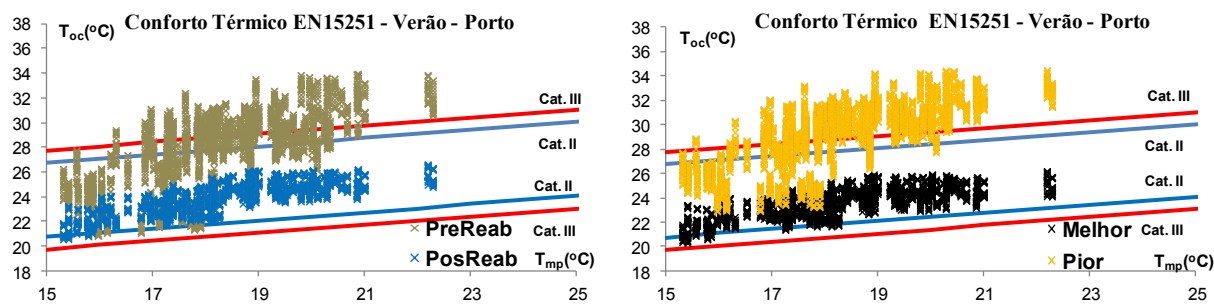 Conforto Térmico EN15251 - Verão - Porto
Toc(ºC)
38
36
34
32
30
28
26
24
22
20
18
Cat. III
Cat. II
Cat. II
Cat. III
PreReab
PosReab
Tmp(ºC)
15 17 19 21 23 25
Conforto Térmico EN15251 - Verão - Porto
Toc(ºC)
38
36
34
32
30
28
26
24
22
20
18
Cat. III
Cat. II
Cat. II
Cat. III
Melhor
Pior
Tmp(ºC)
15 17 19 21 23 25